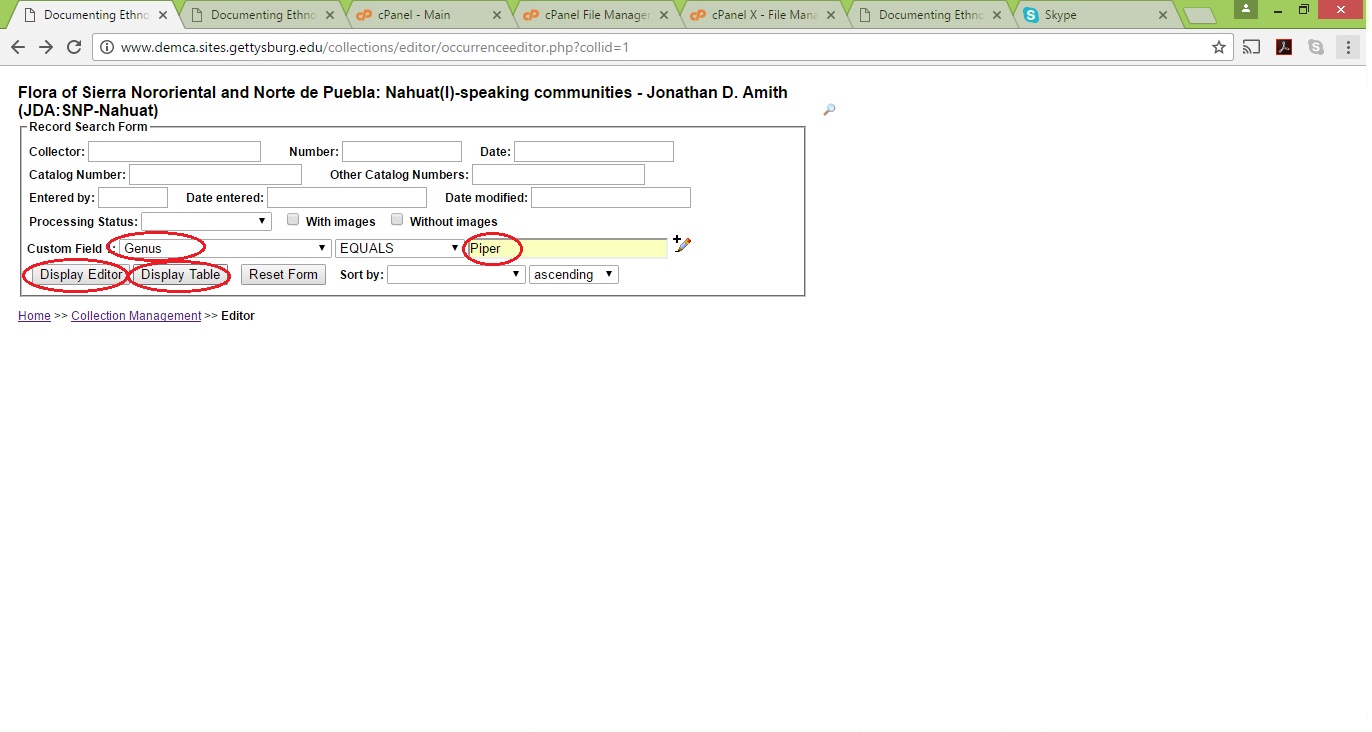 Documenting Ethno Documenting Ethno cPanel - Main cPanel File Manager cPanel X - File Mana Documenting Ethno Skype
www.demca.sites.gettysburg.edu/collections/editor/occurrenceeditor.php?collid=1
Flora of Sierra Nororiental and Norte de Puebla: Nahuat(l)-speaking communities - Jonathan D. Amith
(JDA:SNP-Nahuat)
Record Search Form
Collector: Number: Date:
Catalog Number: Other Catalog Numbers:
Entered by: Date entered: Date modified:
Processing Status: With images Without images
Custom Field : Genus EQUALS Piper
Display Editor Display Table Reset Form Sort by: ascending
Home >> Collection Management >> Editor